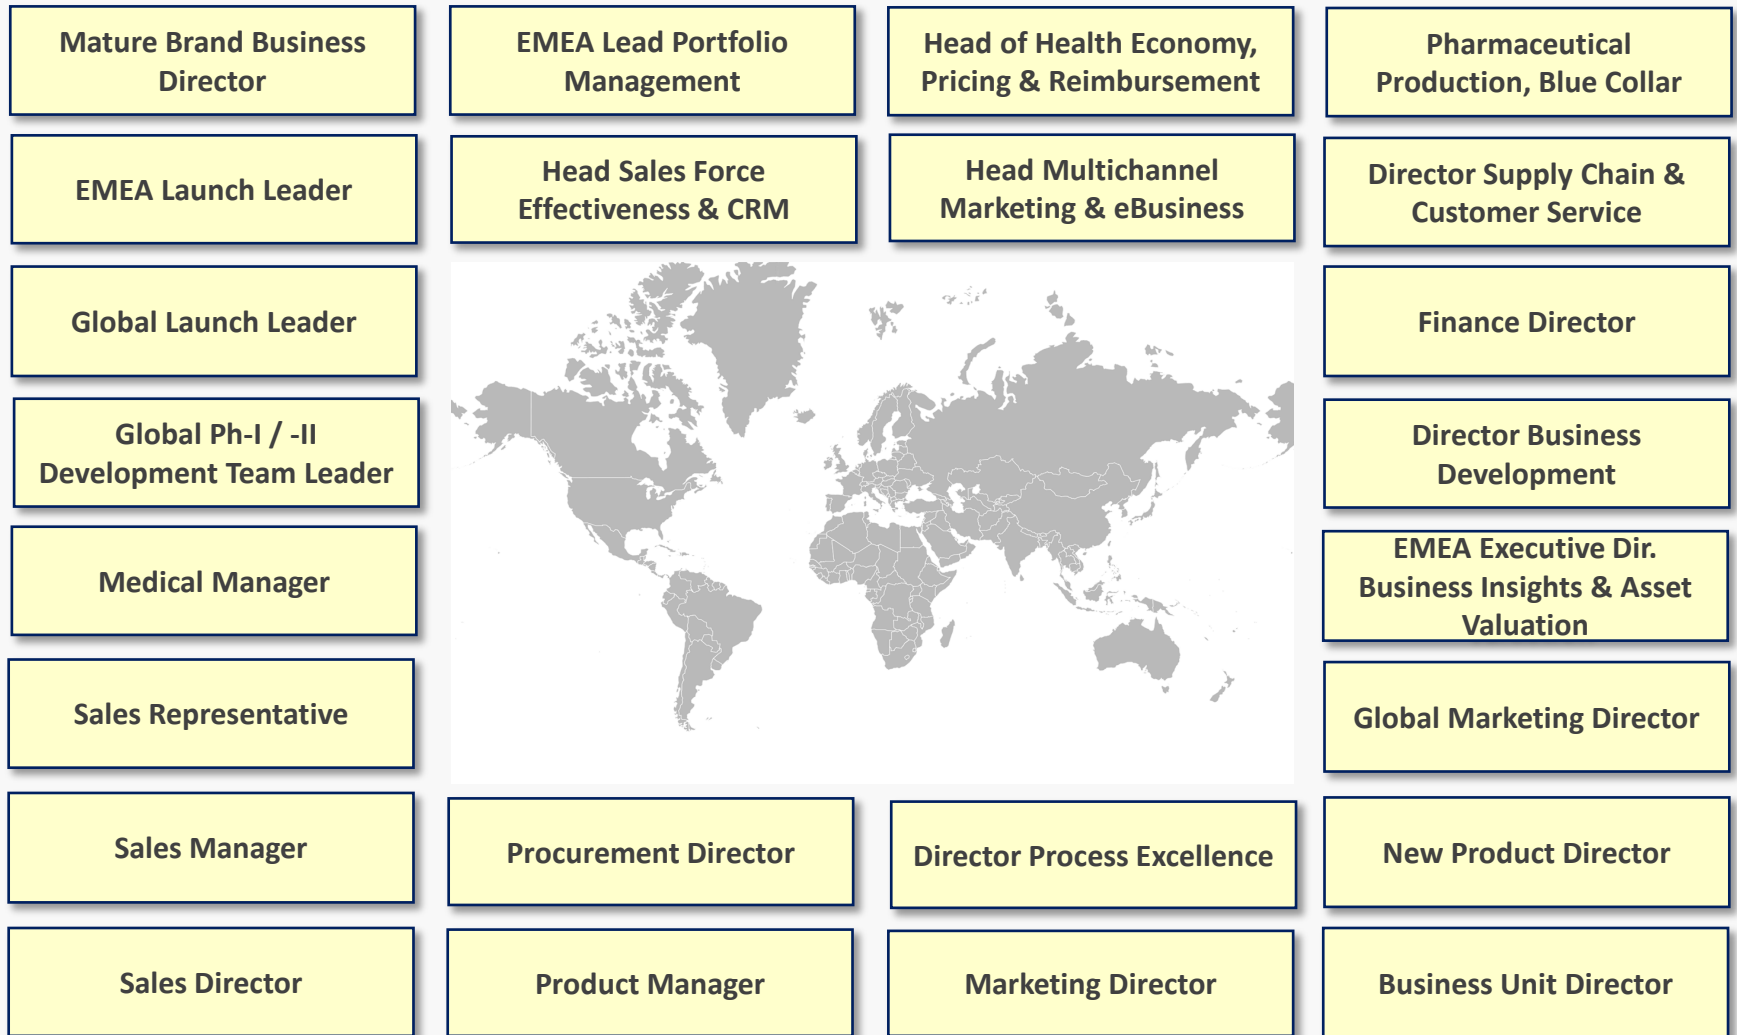 Mature Brand Business
Director
EMEA Lead Portfolio
Management
Head of Health Economy,
Pricing & Reimbursement
Pharmaceutical
Production, Blue Collar
EMEA Launch Leader
Head Sales Force
Effectiveness & CRM
Head Multichannel
Marketing & eBusiness
Director Supply Chain &
Customer Service
Global Launch Leader
Finance Director
Global Ph-I / -II
Development Team Leader
Director Business
Development
Medical Manager
EMEA Executive Dir.
Business Insights & Asset
Valuation
Sales Representative
Global Marketing Director
Sales Manager
Procurement Director
Director Process Excellence
New Product Director
Sales Director
Product Manager
Marketing Director
Business Unit Director